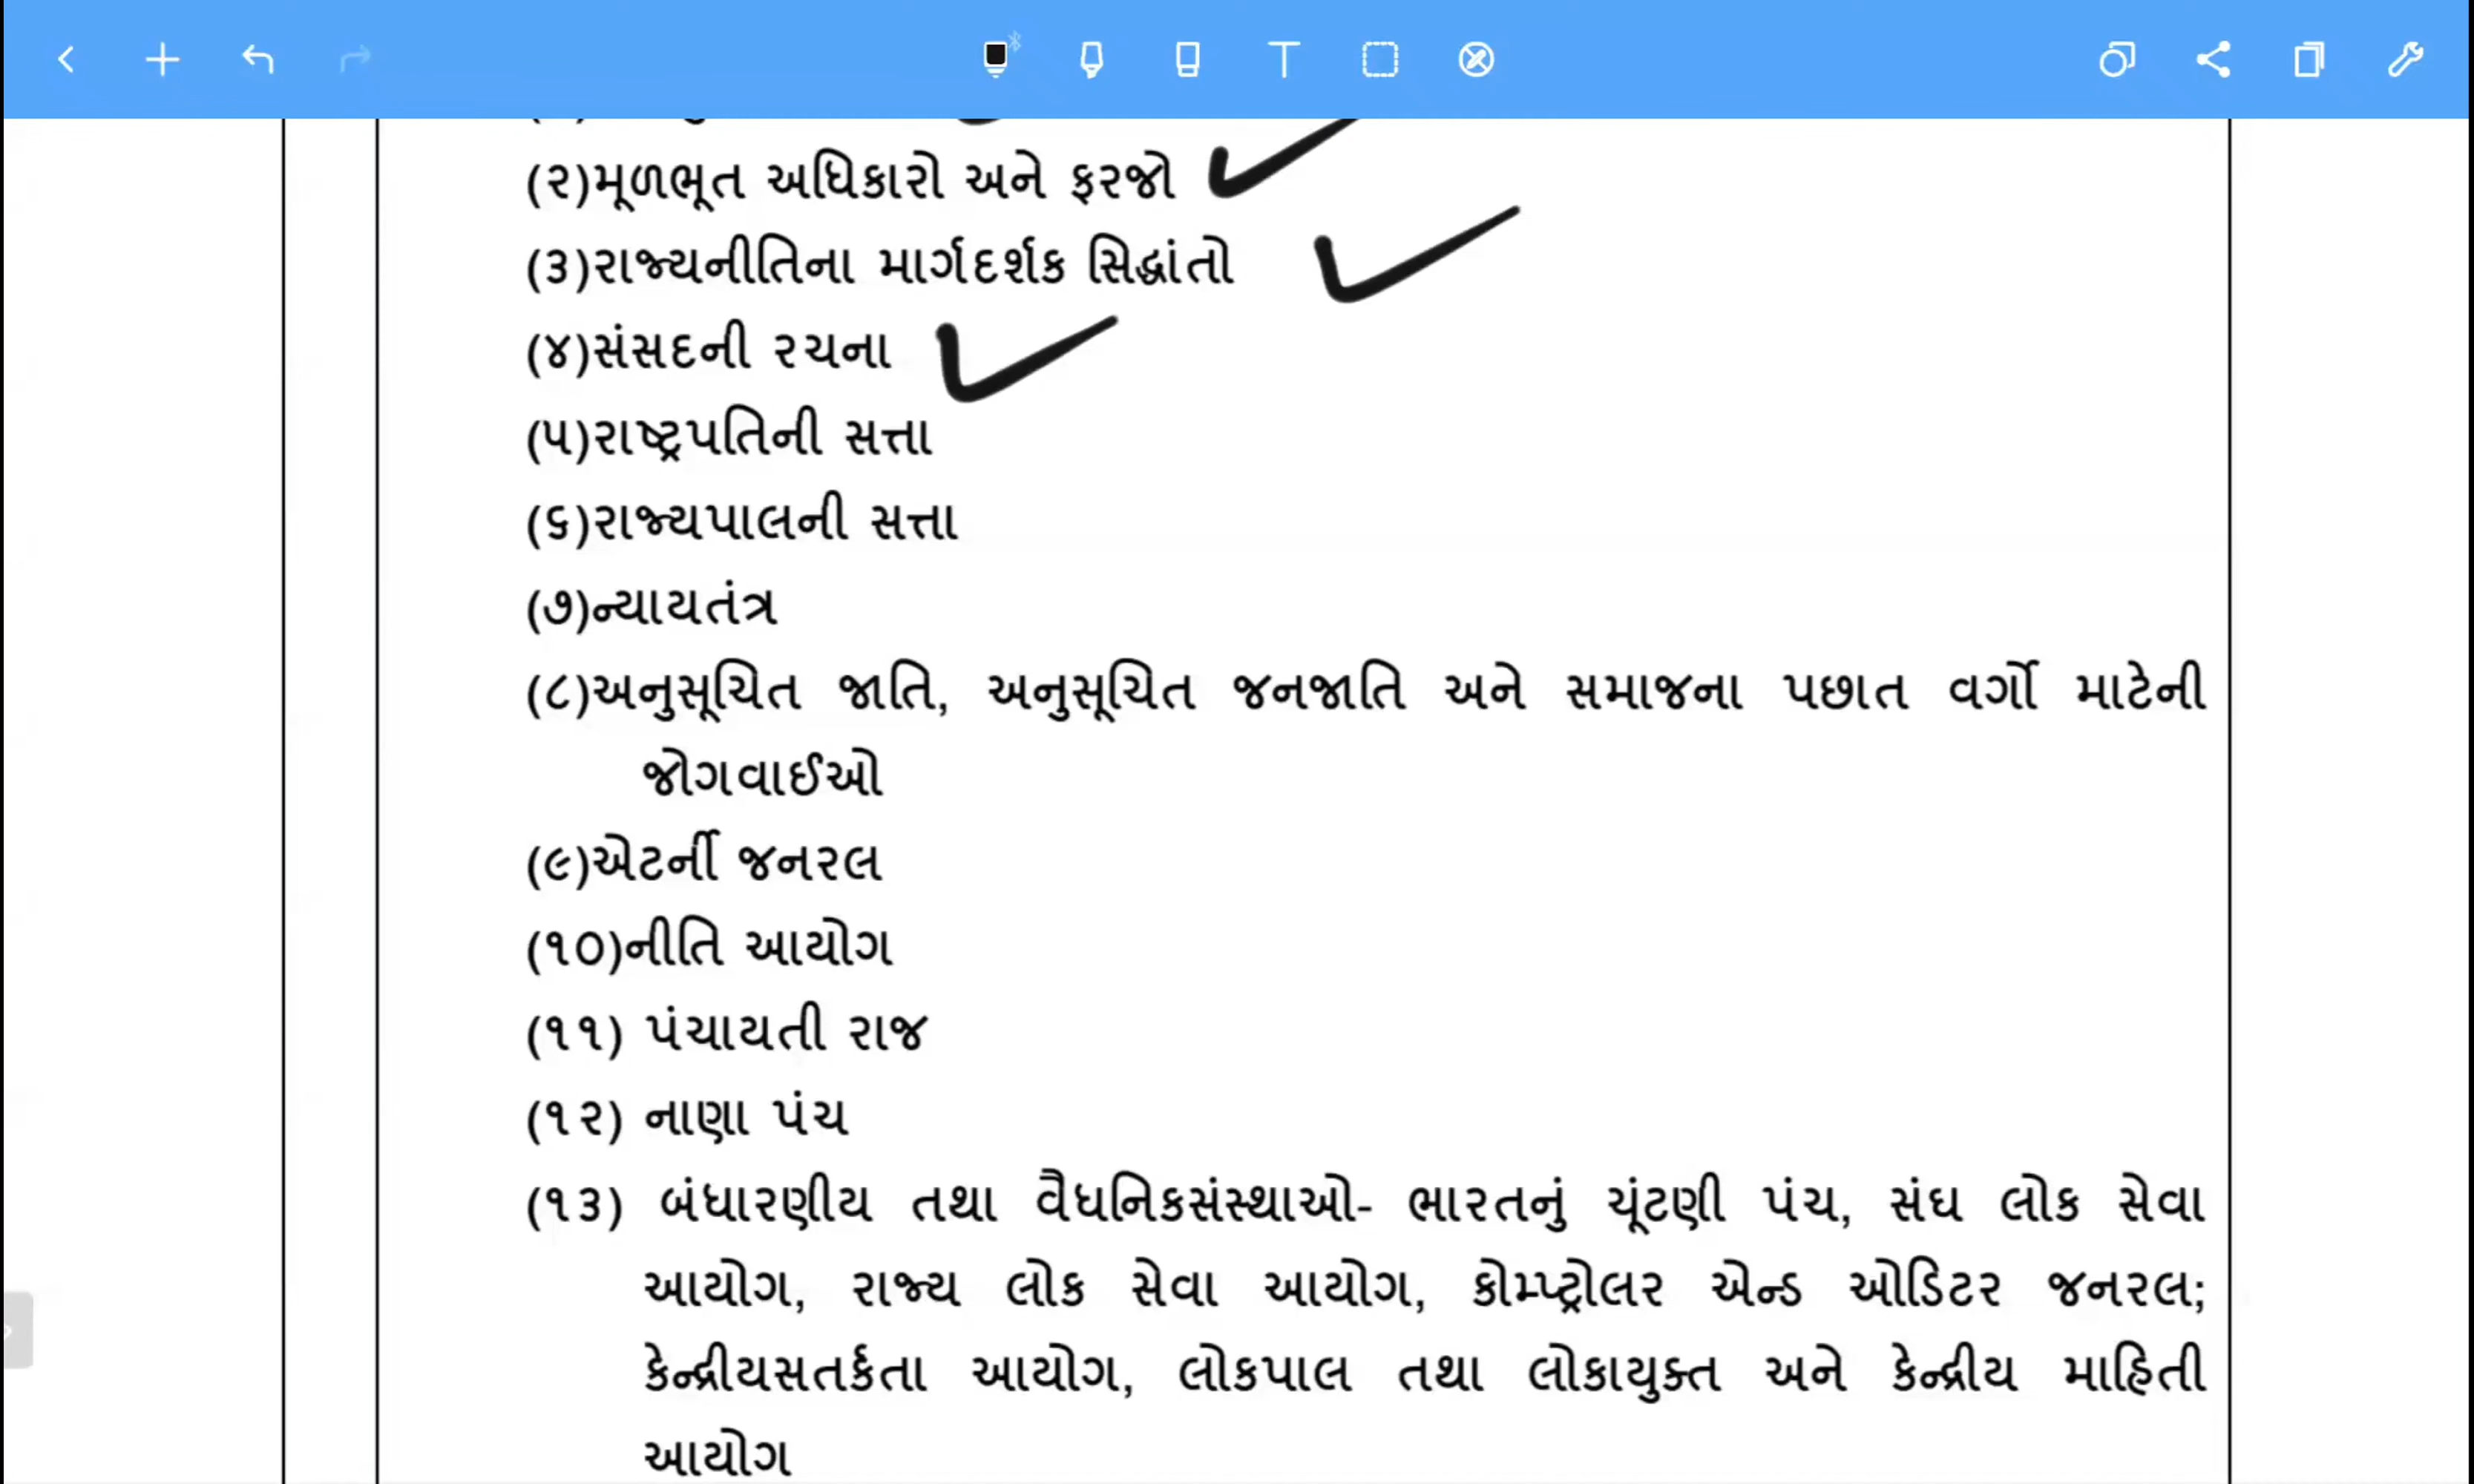 (૨)મૂળભૂત અધિકારો અને ફરજો
(૩)રાજ્યનીતિના માર્ગદર્શક સિદ્ધાંતો
(૪)સંસદની રચના
(૫)રાષ્ટ્રપતિની સત્તા
(૬)રાજ્યપાલની સત્તા
(૭)ન્યાયતંત્ર
(૮)અનુસૂચિત જાતિ, અનુસૂચિત જનજાતિ અને સમાજના પછાત વર્ગો માટેની
જોગવાઈઓ
(૯)એટર્ની જનરલ
(૧૦)નીતિ આયોગ
(૧૧) પંચાયતી રાજ
(૧૨) નાણા પંચ
(૧૩) બંધારણીય તથા વૈધનિકસંસ્થાઓ- ભારતનું ચૂંટણી પંચ, સંઘ લોક સેવા
આયોગ, રાજ્ય લોક સેવા આયોગ, કોમ્પ્ટ્રોલર એન્ડ ઓડિટર જનરલ;
કેન્દ્રીયસતર્કતા આયોગ, લોકપાલ તથા લોકાયુક્ત અને કેન્દ્રીય માહિતી
આયોગ